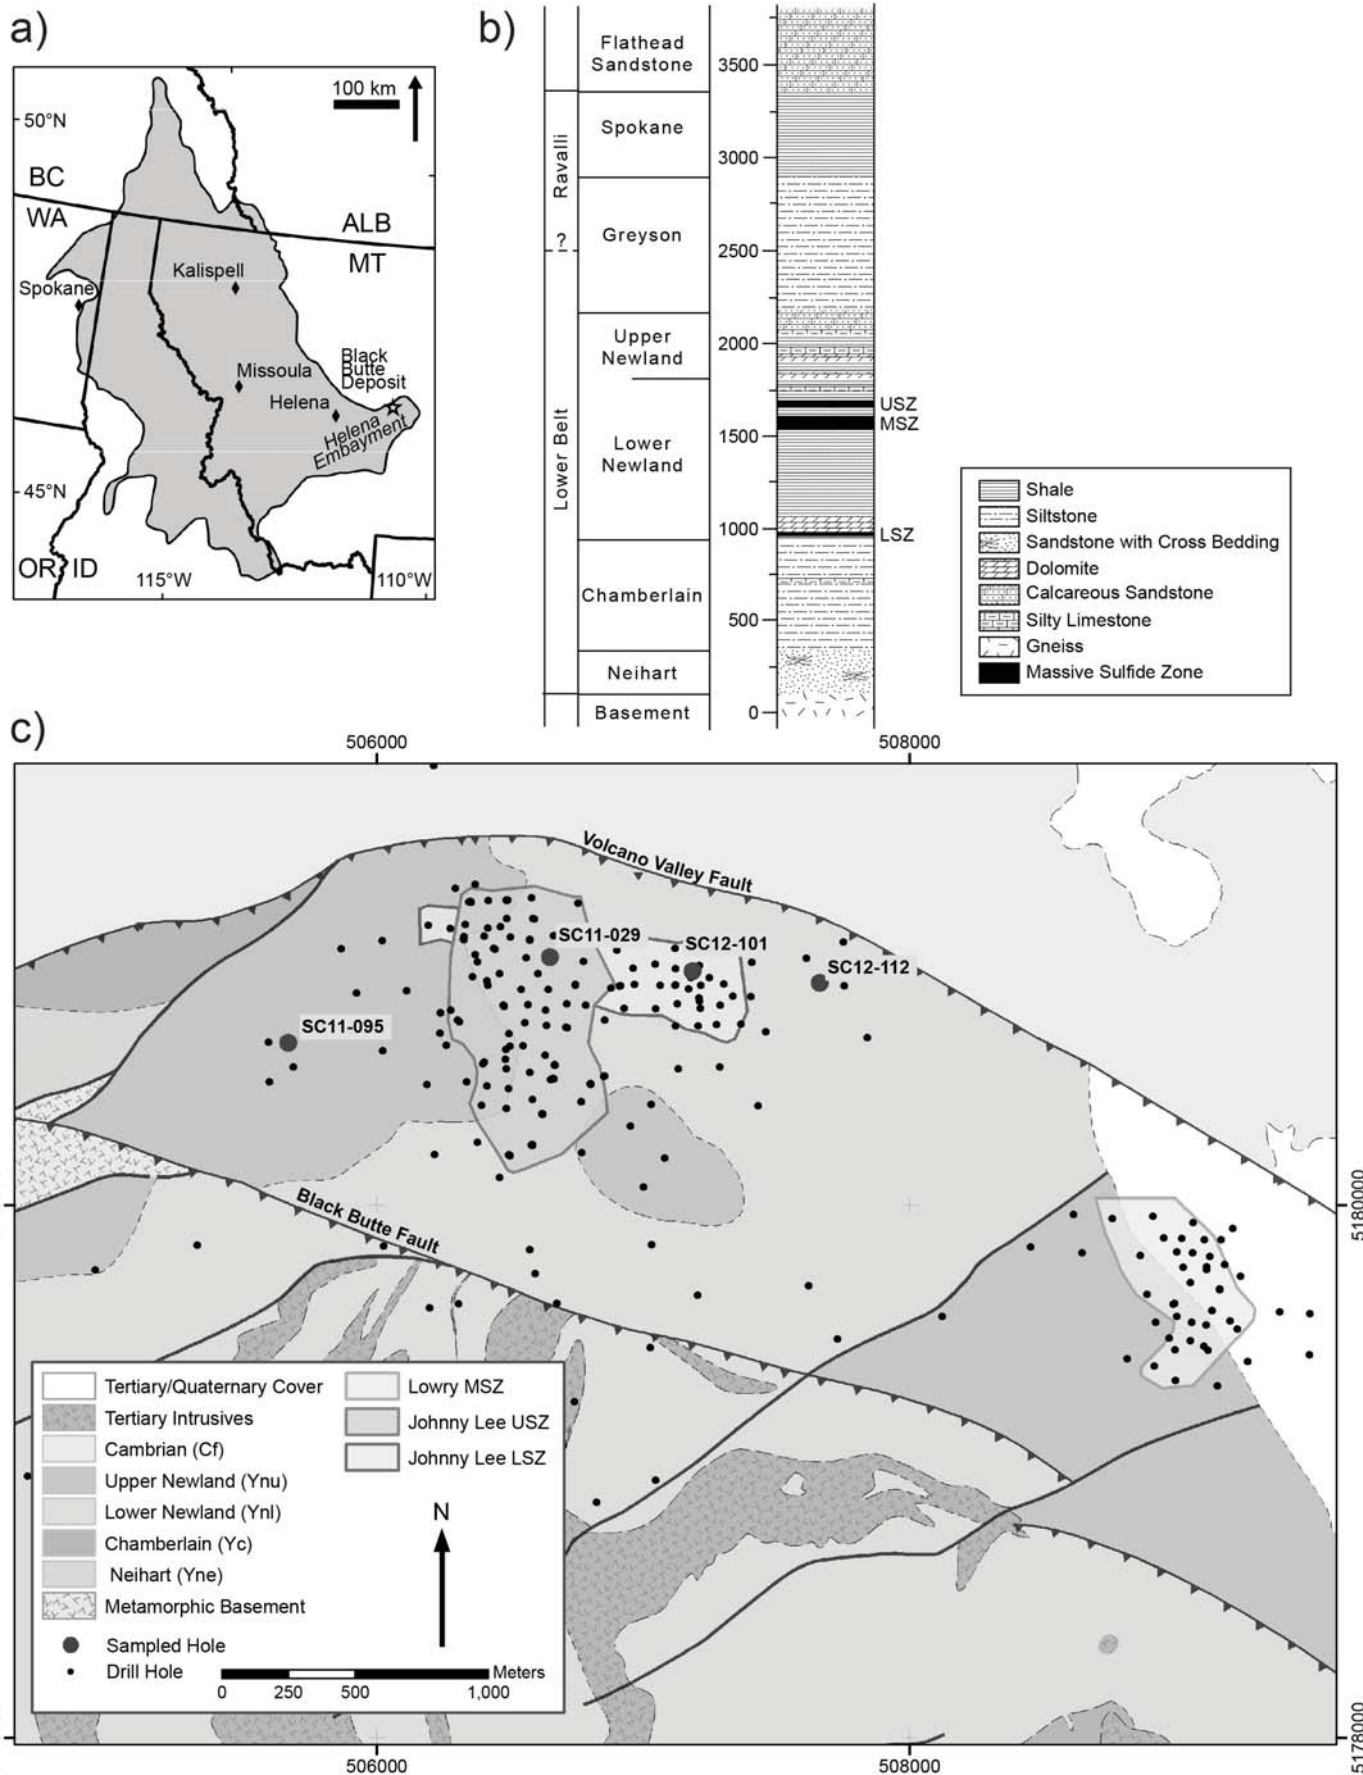 a)
100 km
50°N
BC
WA
ALB
MT
Kalispell
Spokane
Missoula
Black
Butte
Deposit
Helena
Helena
Embayment
45°N
OR
ID
115°W
110°W
b)
Flathead
Sandstone
Spokane
Greyson
Upper
Newland
Lower
Newland
Chamberlain
Neihart
Basement
Ravalli
?
Lower Belt
3500
3000
2500
2000
1500
1000
500
0
USZ
MSZ
LSZ
Shale
Siltstone
Sandstone with Cross Bedding
Dolomite
Calcareous Sandstone
Silty Limestone
Gneiss
Massive Sulfide Zone
c)
506000
508000
Volcano Valley Fault
SC11-029
SC12-101
SC12-112
SC11-095
Black Butte Fault
5180000
5178000
Tertiary/Quaternary Cover
Tertiary Intrusives
Cambrian (Cf)
Upper Newland (Ynu)
Lower Newland (Ynl)
Chamberlain (Yc)
Neihart (Yne)
Metamorphic Basement
Sampled Hole
Drill Hole
Lowry MSZ
Johnny Lee USZ
Johnny Lee LSZ
N
Meters
0
250
500
1,000
506000
508000